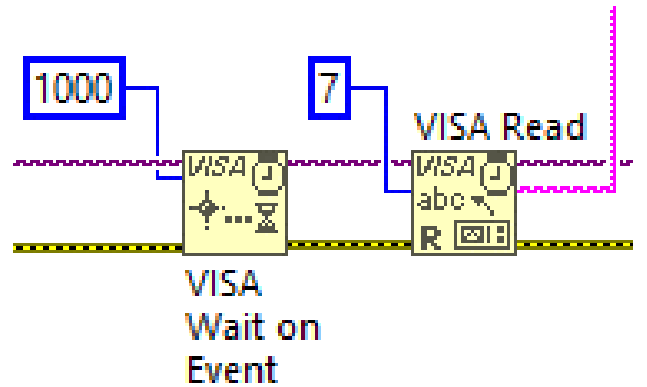 1000
7
VISA Read
VISA
VISA
abc
R
VISA
Wait on
Event